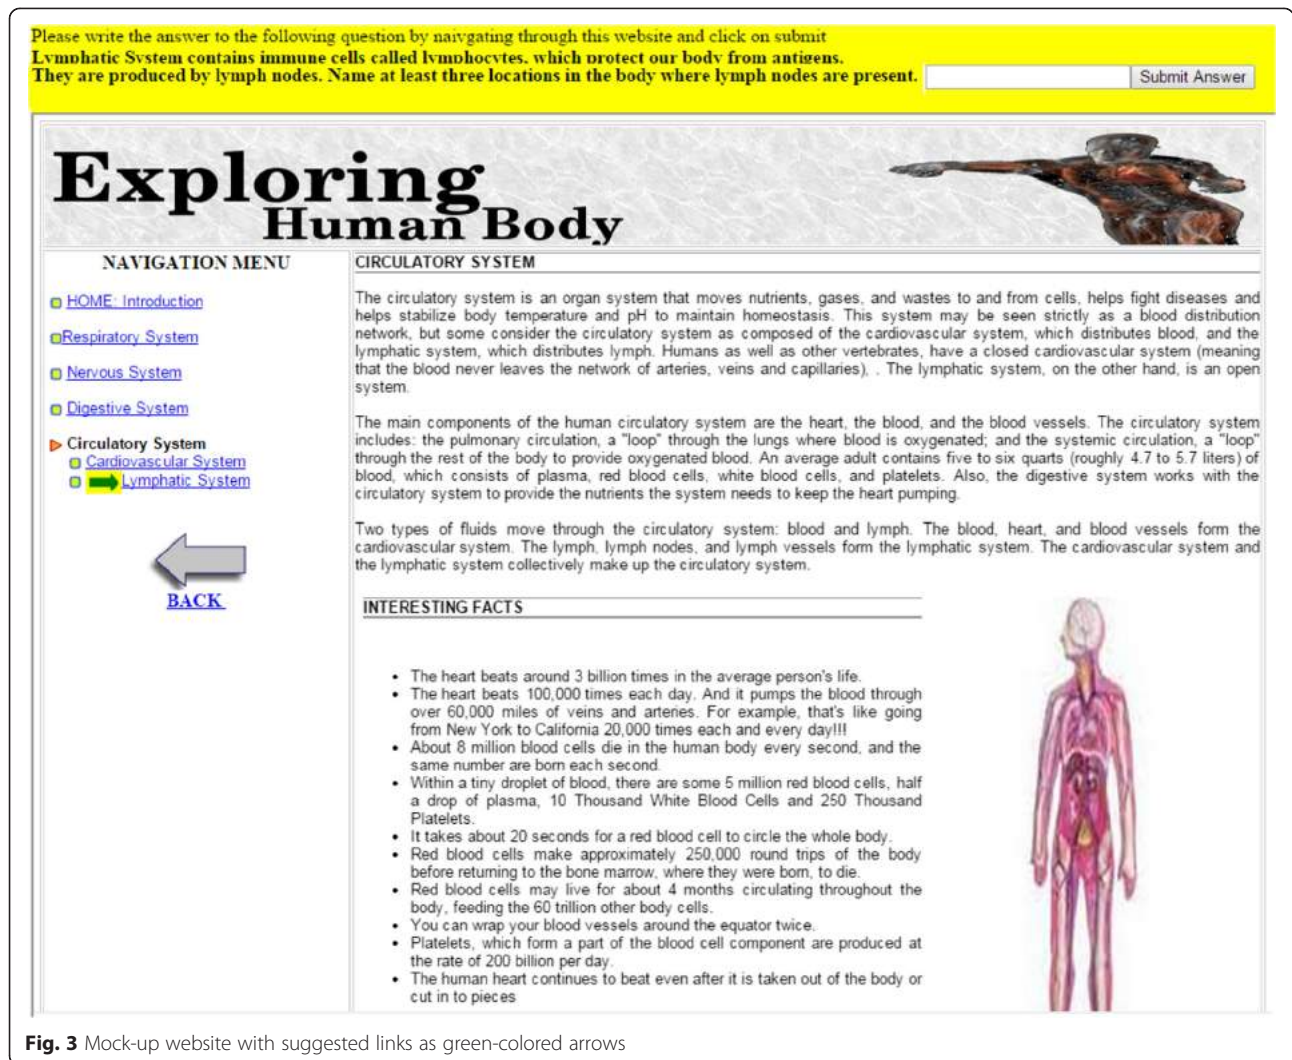 Please write the answer to the following question by naivgating through this website and click on submit
Lymphatic System contains immune cells called lymphocytes, which protect our body from antigens.
They are produced by lymph nodes. Name at least three locations in the body where lymph nodes are present.
Submit Answer
Exploring
Human Body
NAVIGATION MENU
HOME: Introduction
Respiratory System
Nervous System
Digestive System
Circulatory System
Cardiovascular System
Lymphatic System
BACK
CIRCULATORY SYSTEM
The circulatory system is an organ system that moves nutrients, gases, and wastes to and from cells, helps fight diseases and
helps stabilize body temperature and pH to maintain homeostasis. This system may be seen strictly as a blood distribution
network, but some consider the circulatory system as composed of the cardiovascular system, which distributes blood, and the
lymphatic system, which distributes lymph. Humans as well as other vertebrates, have a closed cardiovascular system (meaning
that the blood never leaves the network of arteries, veins and capillaries), . The lymphatic system, on the other hand, is an open
system.
The main components of the human circulatory system are the heart, the blood, and the blood vessels. The circulatory system
includes: the pulmonary circulation, a "loop" through the lungs where blood is oxygenated; and the systemic circulation, a "loop"
through the rest of the body to provide oxygenated blood. An average adult contains five to six quarts (roughly 4.7 to 5.7 liters) of
blood, which consists of plasma, red blood cells, white blood cells, and platelets. Also, the digestive system works with the
circulatory system to provide the nutrients the system needs to keep the heart pumping.
Two types of fluids move through the circulatory system: blood and lymph. The blood, heart, and blood vessels form the
cardiovascular system. The lymph, lymph nodes, and lymph vessels form the lymphatic system. The cardiovascular system and
the lymphatic system collectively make up the circulatory system.
INTERESTING FACTS
• The heart beats around 3 billion times in the average person's life.
• The heart beats 100,000 times each day. And it pumps the blood through
over 60,000 miles of veins and arteries. For example, that's like going
from New York to California 20,000 times each and every day!!!
• About 8 million blood cells die in the human body every second, and the
same number are born each second.
• Within a tiny droplet of blood, there are some 5 million red blood cells, half
a drop of plasma, 10 Thousand White Blood Cells and 250 Thousand
Platelets.
• It takes about 20 seconds for a red blood cell to circle the whole body.
• Red blood cells make approximately 250,000 round trips of the body
before returning to the bone marrow, where they were born, to die.
• Red blood cells may live for about 4 months circulating throughout the
body, feeding the 60 trillion other body cells.
• You can wrap your blood vessels around the equator twice.
• Platelets, which form a part of the blood cell component are produced at
the rate of 200 billion per day.
• The human heart continues to beat even after it is taken out of the body or
cut in to pieces
Fig. 3 Mock-up website with suggested links as green-colored arrows